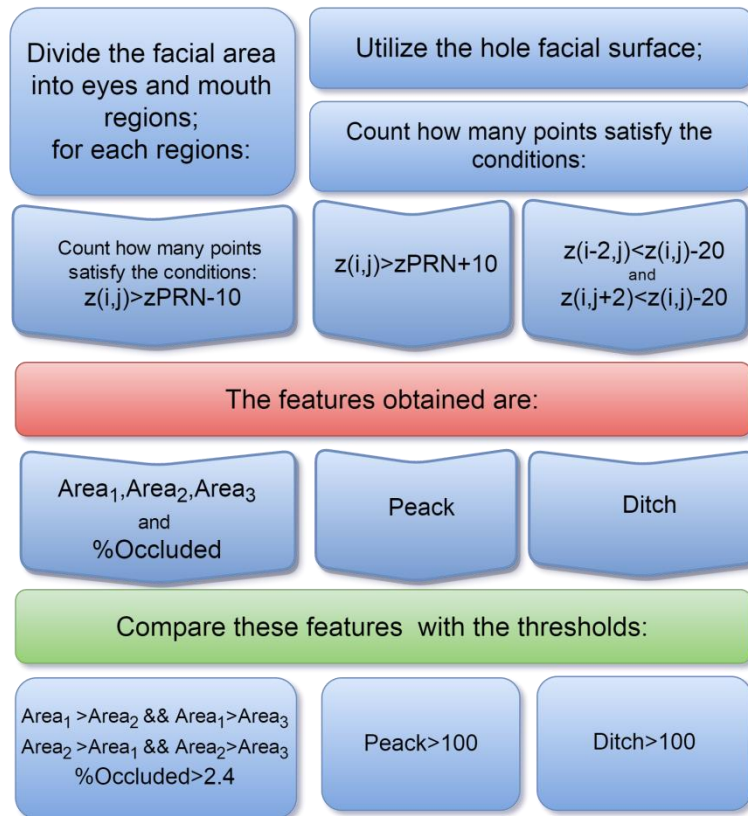 Divide the facial area
into eyes and mouth
regions;
for each regions:
Utilize the hole facial surface;
Count how many points satisfy the
conditions:
Count how many points
satisfy the conditions:
z(i,j)>zPRN-10
z(i,j)>zPRN+10
z(i-2,j)<z(i,j)-20
and
z(i,j+2)<z(i,j)-20
The features obtained are:
Area₁,Area₂,Area₃
and
%Occluded
Peack
Ditch
Compare these features with the thresholds:
Area₁ >Area₂ && Area₁>Area₃
Area₂ >Area₁ && Area₂>Area₃
%Occluded>2.4
Peack>100
Ditch>100